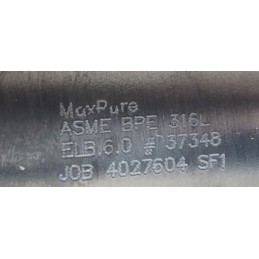 MaxPure
ASME BPE 316L
ELB 6.0 # 37348
JOB 4027604 SF1